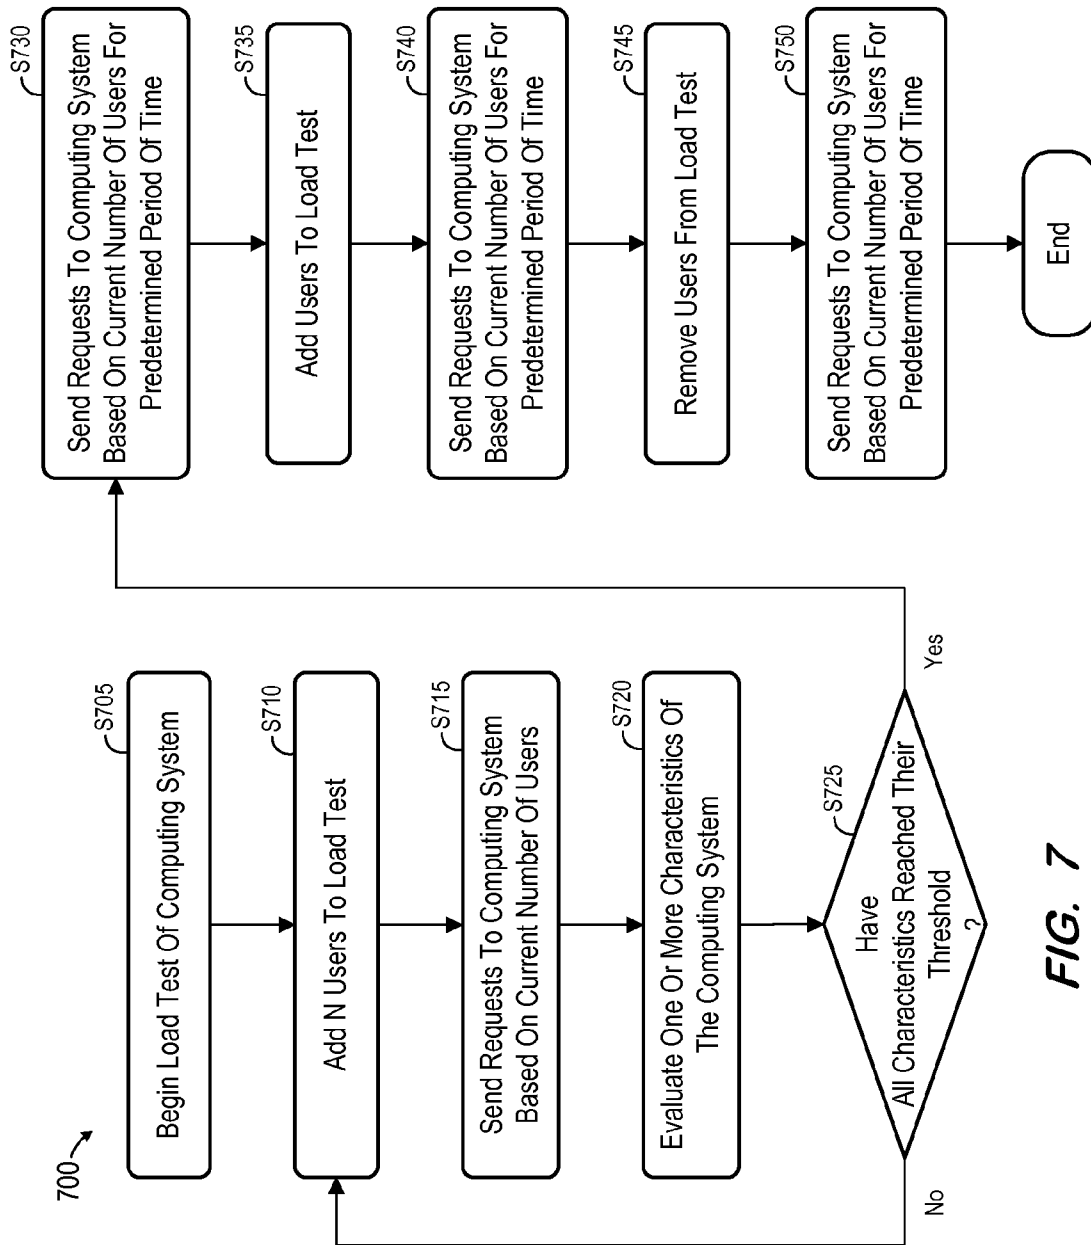 700
S705
Begin Load Test Of Computing System
S710
Add N Users To Load Test
S715
Send Requests To Computing System
Based On Current Number Of Users
S720
Evaluate One Or More Characteristics Of
The Computing System
S725
Have
All Characteristics Reached Their
Threshold
?
No
Yes
S730
Send Requests To Computing System
Based On Current Number Of Users For
Predetermined Period Of Time
S735
Add Users To Load Test
S740
Send Requests To Computing System
Based On Current Number Of Users For
Predetermined Period Of Time
S745
Remove Users From Load Test
S750
Send Requests To Computing System
Based On Current Number Of Users For
Predetermined Period Of Time
End
FIG. 7